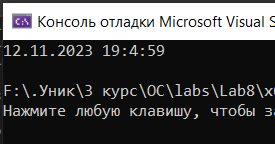 Консоль отладки Microsoft Visual S
12.11.2023 19:4:59
F:\.Уник\3 курс\ОС\labs\Lab8\x
Нажмите любую клавишу, чтобы за